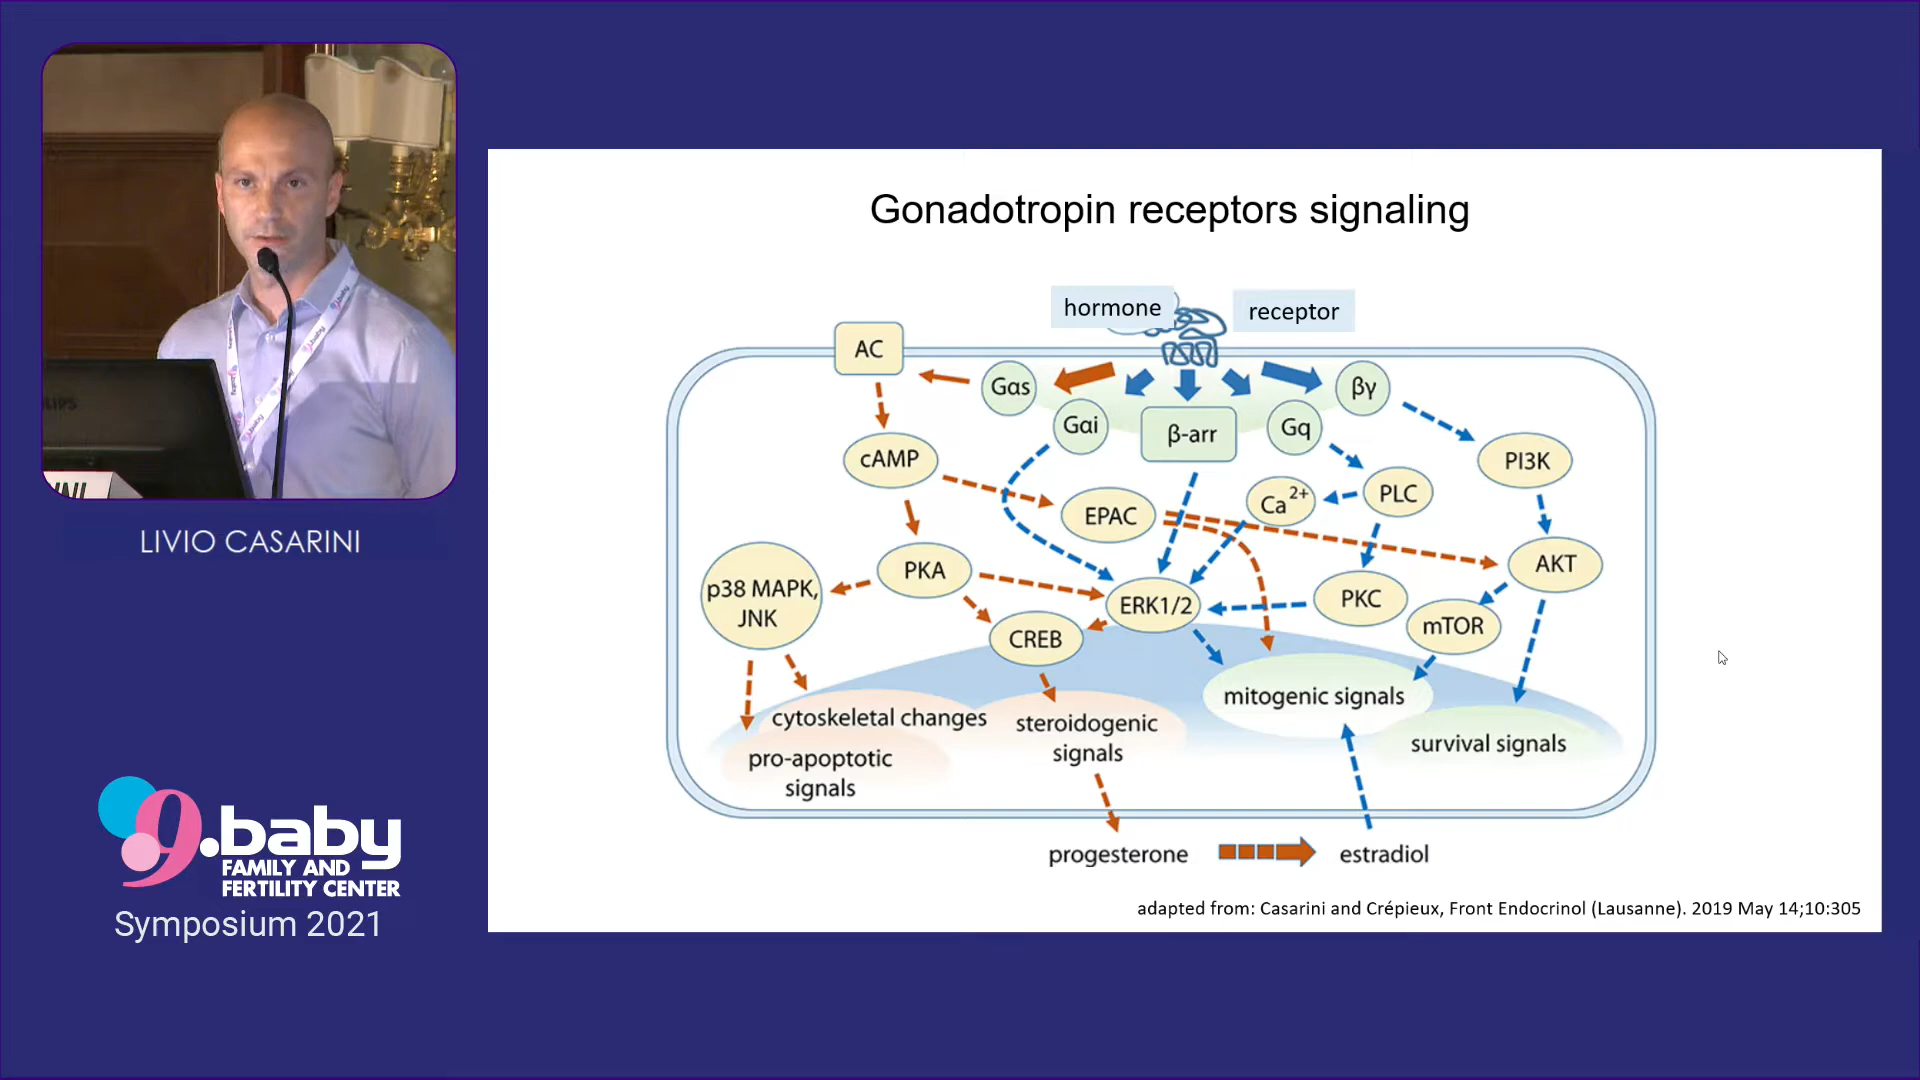 LIVIO CASARINI
9.baby
FAMILY AND
FERTILITY CENTER
Symposium 2021
Gonadotropin receptors signaling
hormone
receptor
AC
Gαs
βγ
Gαi
β-arr
Gq
cAMP
PI3K
EPAC
Ca2+
PLC
AKT
PKA
p38 MAPK,
JNK
ERK1/2
PKC
mTOR
CREB
mitogenic signals
cytoskeletal changes
steroidogenic
signals
survival signals
pro-apoptotic
signals
progesterone
estradiol
adapted from: Casarini and Crépieux, Front Endocrinol (Lausanne). 2019 May 14;10:305